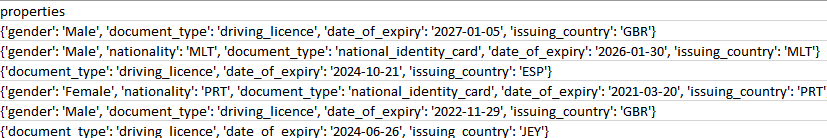 properties
{'gender': 'Male', 'document_type': 'driving_licence', 'date_of_expiry': '2027-01-05', 'issuing_country': 'GBR'}
{'gender': 'Male', 'nationality': 'MLT', 'document_type': 'national_identity_card', 'date_of_expiry': '2026-01-30', 'issuing_country': 'MLT'}
{'document_type': 'driving_licence', 'date_of_expiry': '2024-10-21', 'issuing_country': 'ESP'}
{'gender': 'Female', 'nationality': 'PRT', 'document_type': 'national_identity_card', 'date_of_expiry': '2021-03-20', 'issuing_country': 'PRT'
{'gender': 'Male', 'document_type': 'driving_licence', 'date_of_expiry': '2022-11-29', 'issuing_country': 'GBR'}
{'document_type': 'driving_licence', 'date_of_expiry': '2024-06-26', 'issuing_country': 'JEY'}